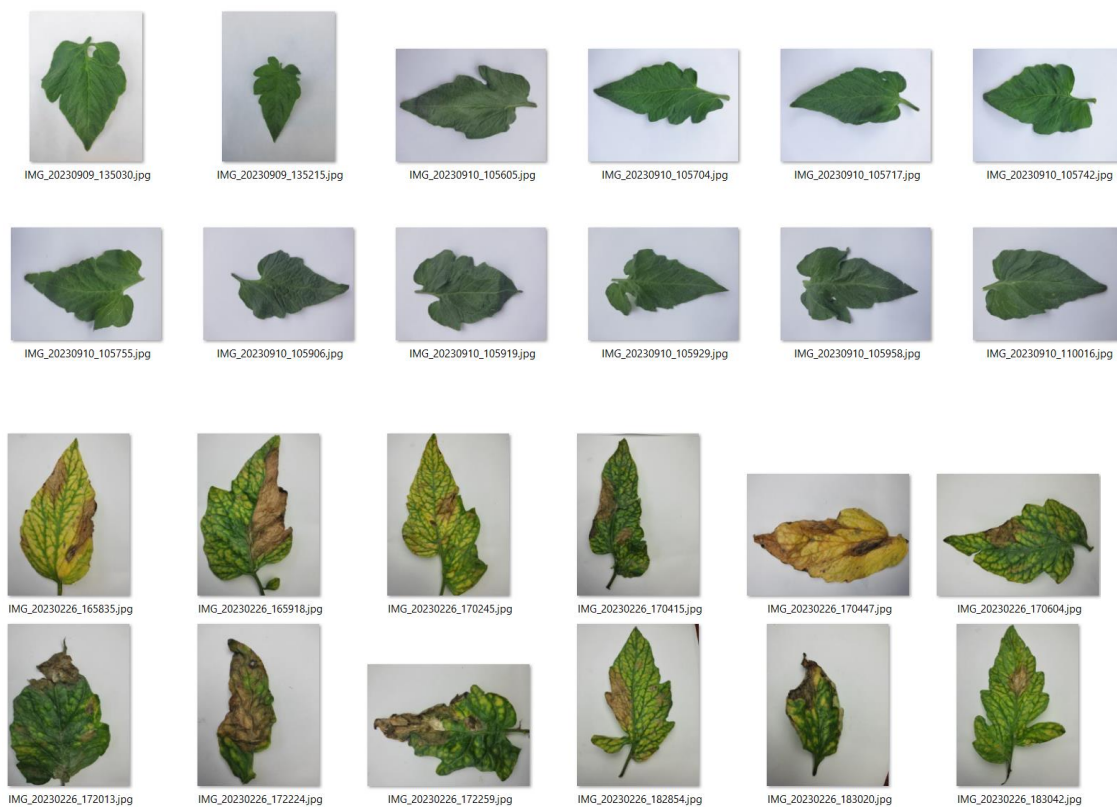 IMG_20230909_135030.jpg
IMG_20230909_135215.jpg
IMG_20230910_105605.jpg
IMG_20230910_105704.jpg
IMG_20230910_105717.jpg
IMG_20230910_105742.jpg
IMG_20230910_105755.jpg
IMG_20230910_105906.jpg
IMG_20230910_105919.jpg
IMG_20230910_105929.jpg
IMG_20230910_105958.jpg
IMG_20230910_110016.jpg
IMG_20230226_165835.jpg
IMG_20230226_165918.jpg
IMG_20230226_170245.jpg
IMG_20230226_170415.jpg
IMG_20230226_170447.jpg
IMG_20230226_170604.jpg
IMG_20230226_172013.jpg
IMG_20230226_172224.jpg
IMG_20230226_172259.jpg
IMG_20230226_182854.jpg
IMG_20230226_183020.jpg
IMG_20230226_183042.jpg